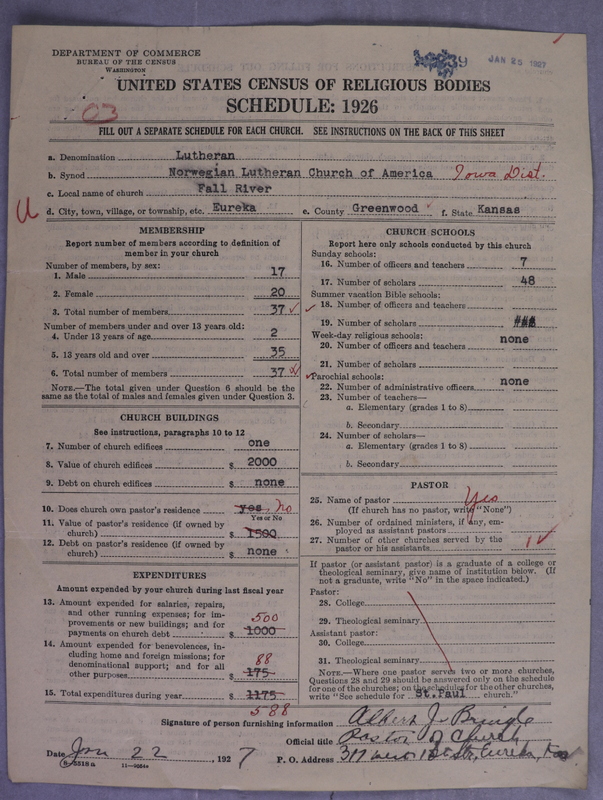 DEPARTMENT OF COMMERCE
BUREAU OF THE CENSUS
WASHINGTON
JAN 25 1927
UNITED STATES CENSUS OF RELIGIOUS BODIES
SCHEDULE: 1926
03
FILL OUT A SEPARATE SCHEDULE FOR EACH CHURCH. SEE INSTRUCTIONS ON THE BACK OF THIS SHEET
a. Denomination Lutheran
b. Synod Norwegian Lutheran Church of America Iowa Dist.
c. Local name of church Fall River
U d. City, town, village, or township, etc. Eureka e. County Greenwood f. State Kansas
MEMBERSHIP
Report number of members according to definition of
member in your church
Number of members, by sex:
1. Male 17
2. Female 20
3. Total number of members 37
Number of members under and over 13 years old:
4. Under 13 years of age 2
5. 13 years old and over 35
6. Total number of members 37
NOTE.—The total given under Question 6 should be the
same as the total of males and females given under Question 3.
CHURCH BUILDINGS
See instructions, paragraphs 10 to 12
7. Number of church edifices one
8. Value of church edifices $ 2000
9. Debt on church edifices $ none
10. Does church own pastor's residence yes No
Yes or No
11. Value of pastor's residence (if owned by
church) $ 1500
12. Debt on pastor's residence (if owned by
church) $ none
EXPENDITURES
Amount expended by your church during last fiscal year
13. Amount expended for salaries, repairs,
and other running expenses; for im-
provements or new buildings; and for
payments on church debt $ 1000 500
14. Amount expended for benevolences, in-
cluding home and foreign missions; for
denominational support; and for all
other purposes $ 175 88
15. Total expenditures during year $ 1175
588
CHURCH SCHOOLS
Report here only schools conducted by this church
Sunday schools:
16. Number of officers and teachers 7
17. Number of scholars 48
Summer vacation Bible schools:
18. Number of officers and teachers
19. Number of scholars
Week-day religious schools:
20. Number of officers and teachers none
21. Number of scholars
Parochial schools:
22. Number of administrative officers none
23. Number of teachers—
a. Elementary (grades 1 to 8)
b. Secondary
24. Number of scholars—
a. Elementary (grades 1 to 8)
b. Secondary
PASTOR
25. Name of pastor Yes
(If church has no pastor, write "None")
26. Number of ordained ministers, if any, em-
ployed as assistant pastors
27. Number of other churches served by the
pastor or his assistants 1
If pastor (or assistant pastor) is a graduate of a college or
theological seminary, give name of institution below. (If
not a graduate, write "No" in the space indicated.)
Pastor:
28. College
29. Theological seminary
Assistant pastor:
30. College
31. Theological seminary
NOTE.—Where one pastor serves two or more churches,
Questions 28 and 29 should be answered only on the schedule
for one of the churches; on the schedules for the other churches,
write "See schedule for St.Paul church."
Signature of person furnishing information Albert J.
Official title Pastor of Church
Date Jan 22, 1927 P. O. Address 317 West St., Eureka, Kas
8-5518a 11—9084a